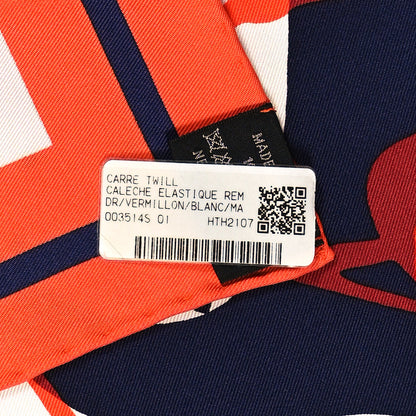 MADE
CARRE TWILL
CALECHE ELASTIQUE REM
DR/VERMILLON/BLANC/MA
003514S 01 HTH2107